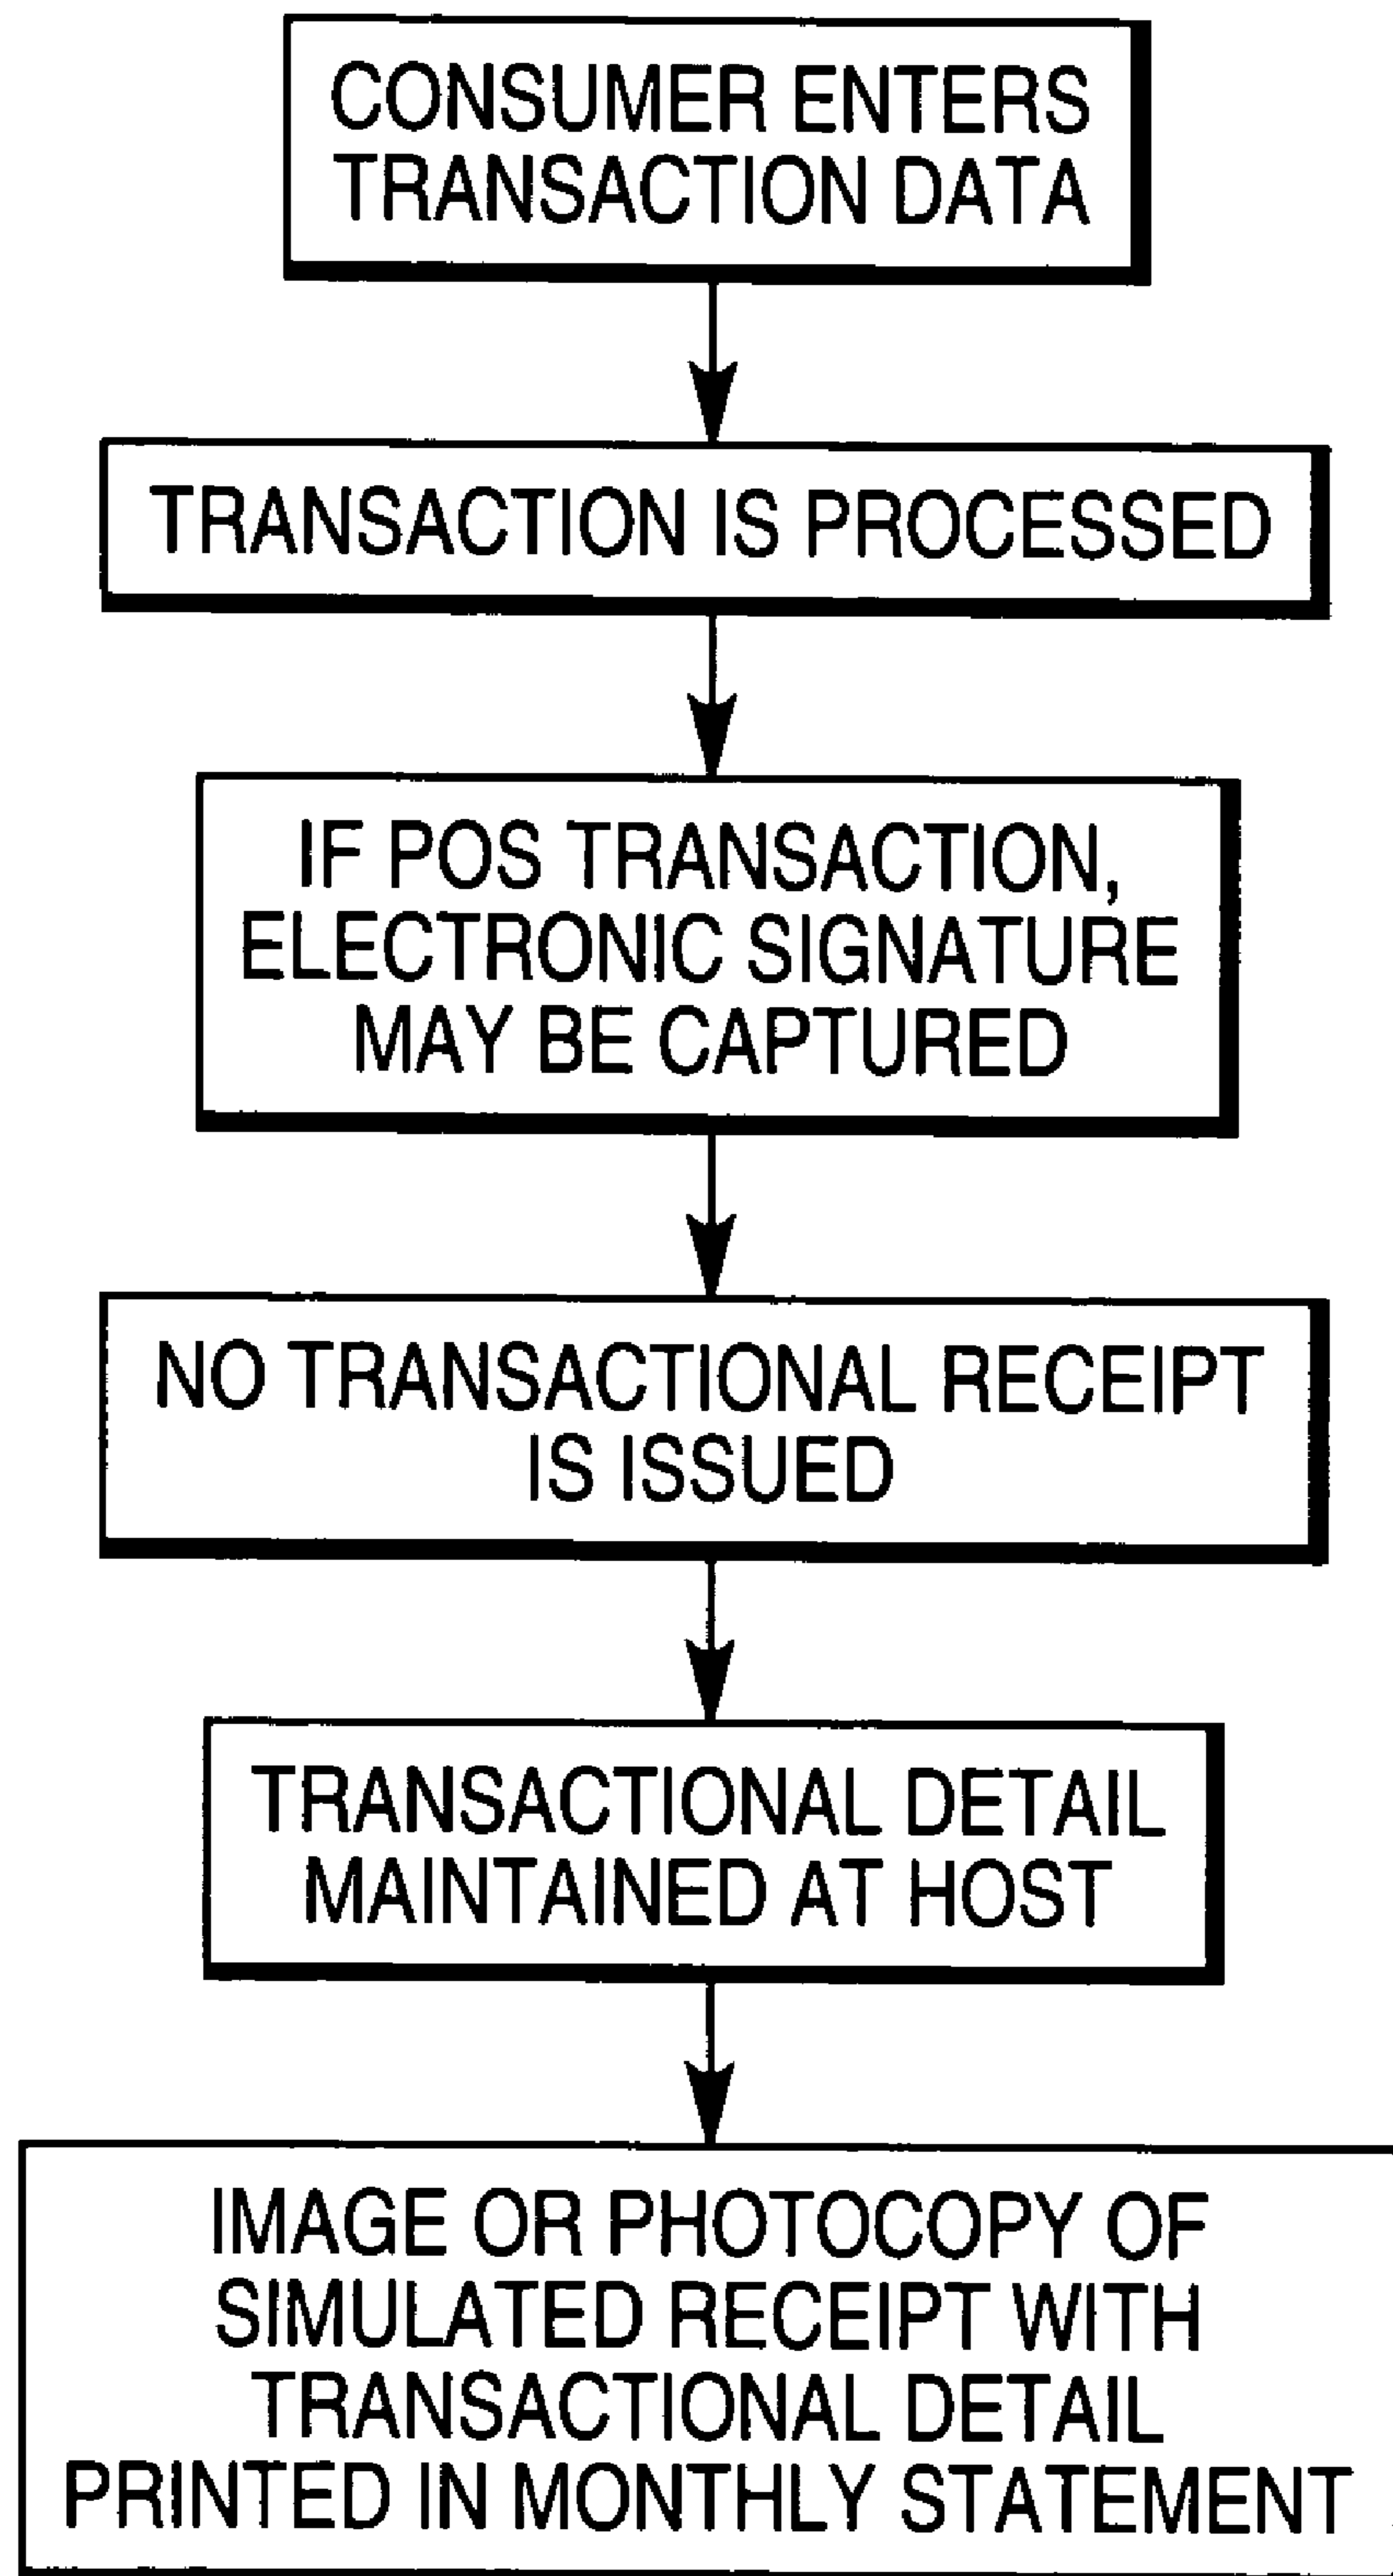 CONSUMER ENTERS
TRANSACTION DATA
TRANSACTION IS PROCESSED
IF POS TRANSACTION,
ELECTRONIC SIGNATURE
MAY BE CAPTURED
NO TRANSACTIONAL RECEIPT
IS ISSUED
TRANSACTIONAL DETAIL
MAINTAINED AT HOST
IMAGE OR PHOTOCOPY OF
SIMULATED RECEIPT WITH
TRANSACTIONAL DETAIL
PRINTED IN MONTHLY STATEMENT